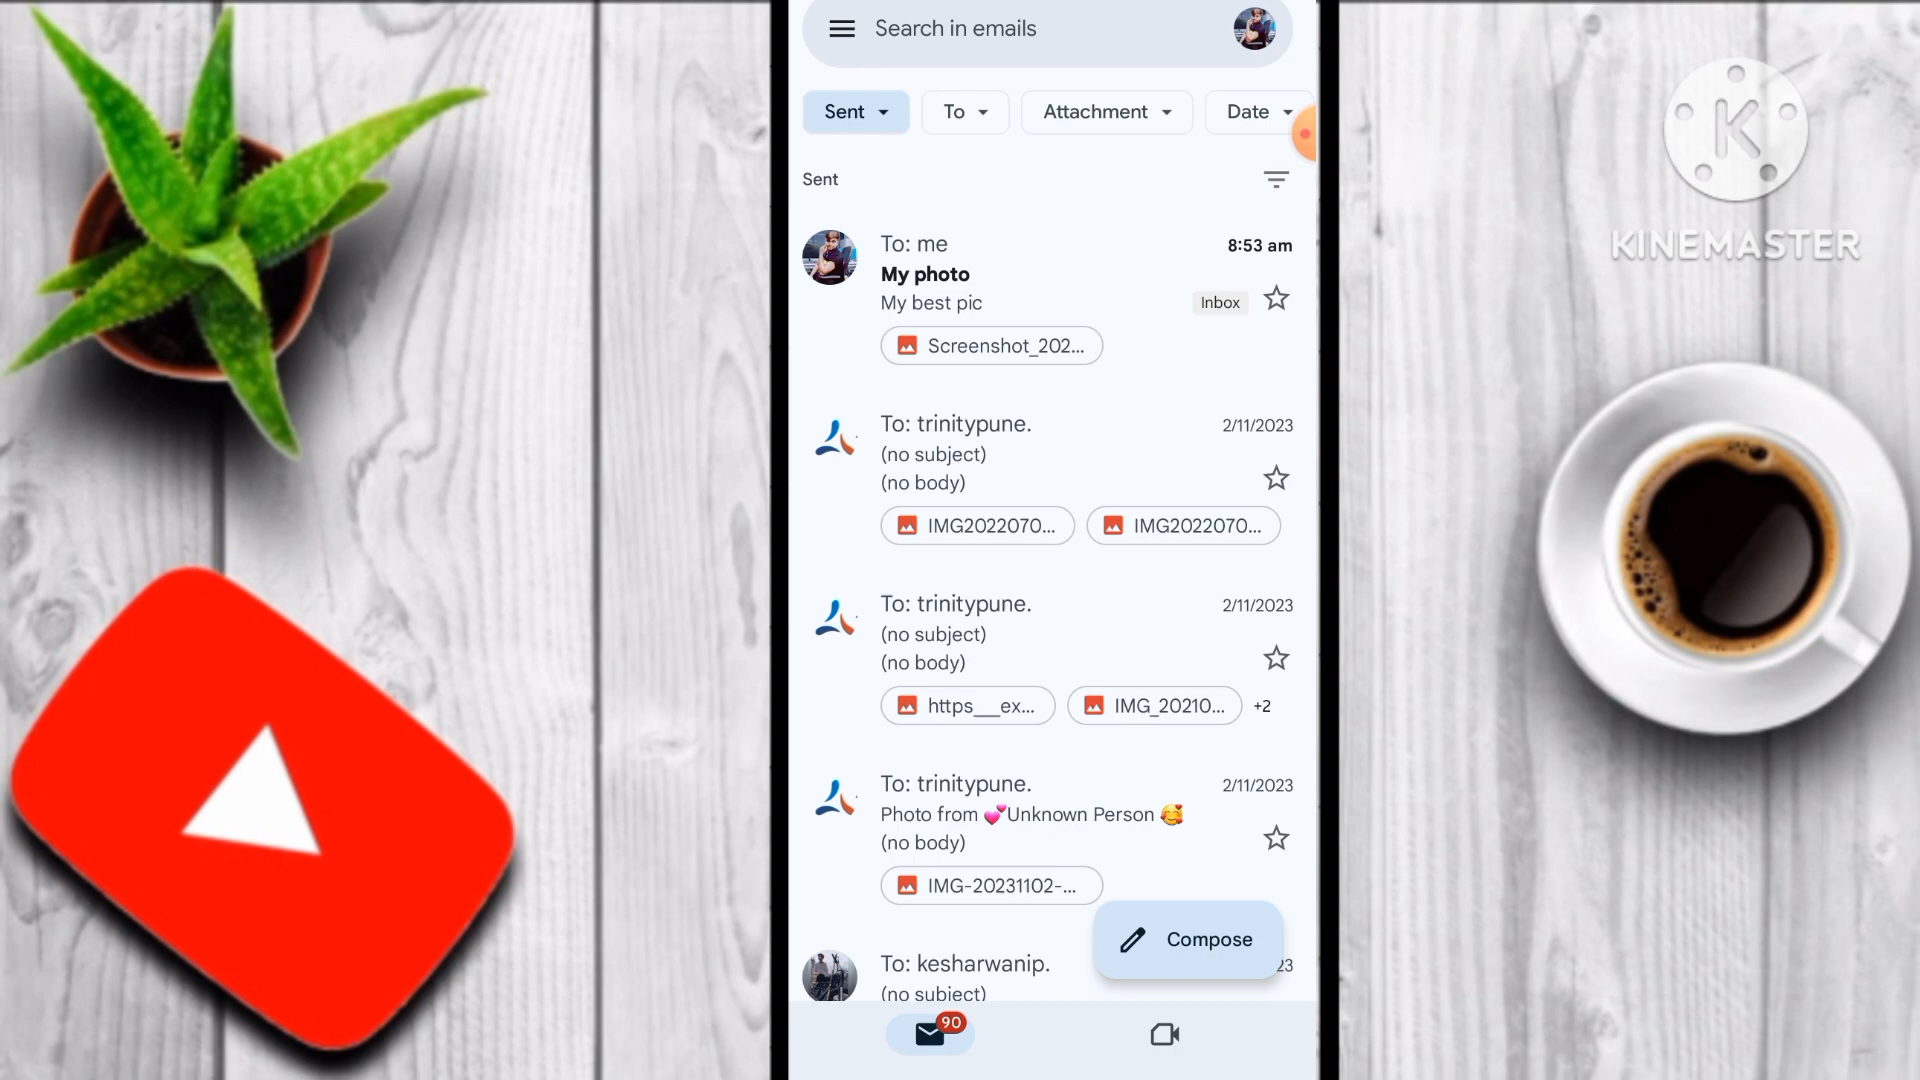 Search in emails
Sent To Attachment Date
Sent
To: me 8:53 am
My photo
My best pic Inbox
Screenshot_202...
To: trinitypune. 2/11/2023
(no subject)
(no body)
IMG2022070... IMG2022070...
To: trinitypune. 2/11/2023
(no subject)
(no body)
https___ex... IMG_20210... +2
To: trinitypune. 2/11/2023
Photo from 💕Unknown Person 🥰
(no body)
IMG-20231102-...
Compose
To: kesharwanip. 23
(no subject)
90
K
KINEMASTER